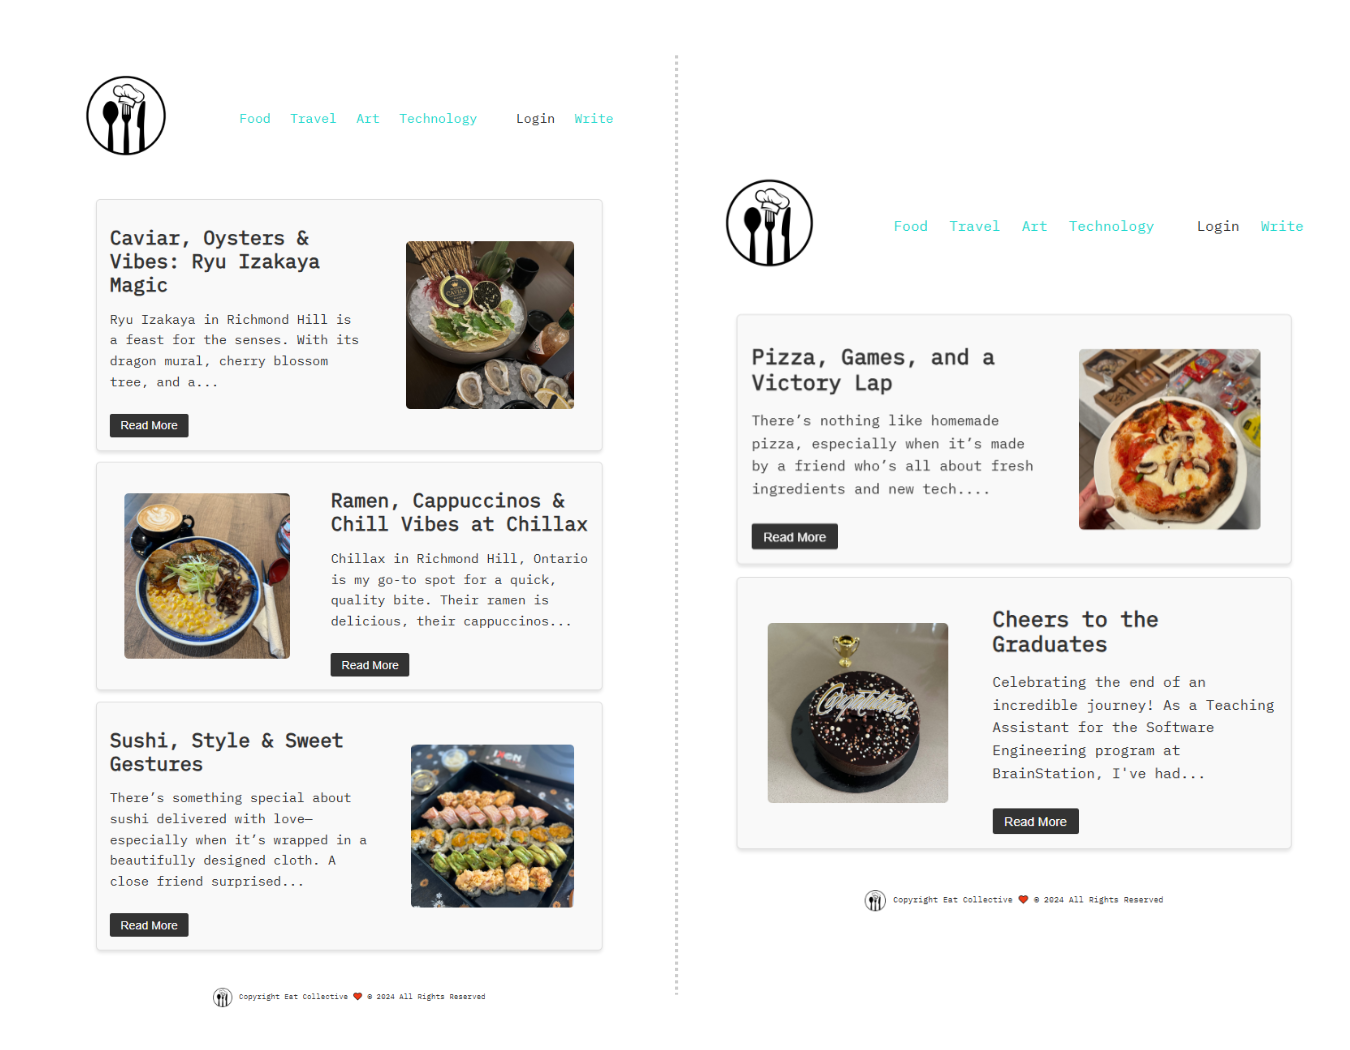 Food Travel Art Technology Login Write
Caviar, Oysters &
Vibes: Ryu Izakaya
Magic
Ryu Izakaya in Richmond Hill is
a feast for the senses. With its
dragon mural, cherry blossom
tree, and a...
Read More
CAVIAR
Ramen, Cappuccinos &
Chill Vibes at Chillax
Chillax in Richmond Hill, Ontario
is my go-to spot for a quick,
quality bite. Their ramen is
delicious, their cappuccinos...
Read More
Sushi, Style & Sweet
Gestures
There’s something special about
sushi delivered with love—
especially when it’s wrapped in a
beautifully designed cloth. A
close friend surprised...
Read More
Copyright Eat Collective ❤️ © 2024 All Rights Reserved
Food Travel Art Technology Login Write
Pizza, Games, and a
Victory Lap
There’s nothing like homemade
pizza, especially when it’s made
by a friend who’s all about fresh
ingredients and new tech....
Read More
Cheers to the
Graduates
Celebrating the end of an
incredible journey! As a Teaching
Assistant for the Software
Engineering program at
BrainStation, I've had...
Read More
Copyright Eat Collective ❤️ © 2024 All Rights Reserved